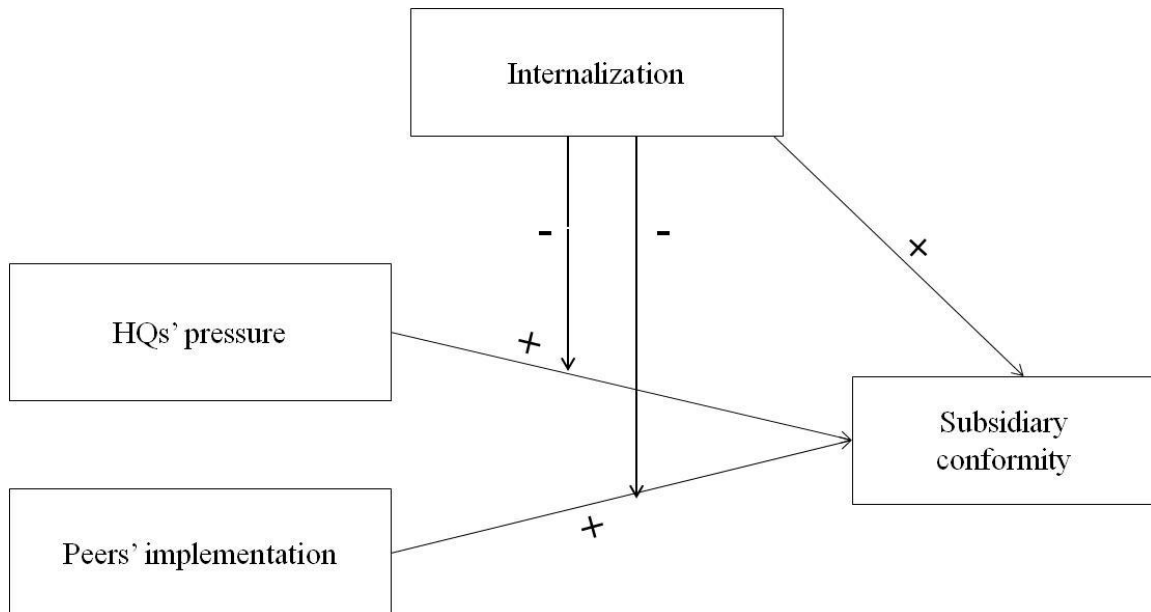 Internalization
-
-
×
HQs’ pressure
+
Subsidiary
conformity
+
Peers’ implementation